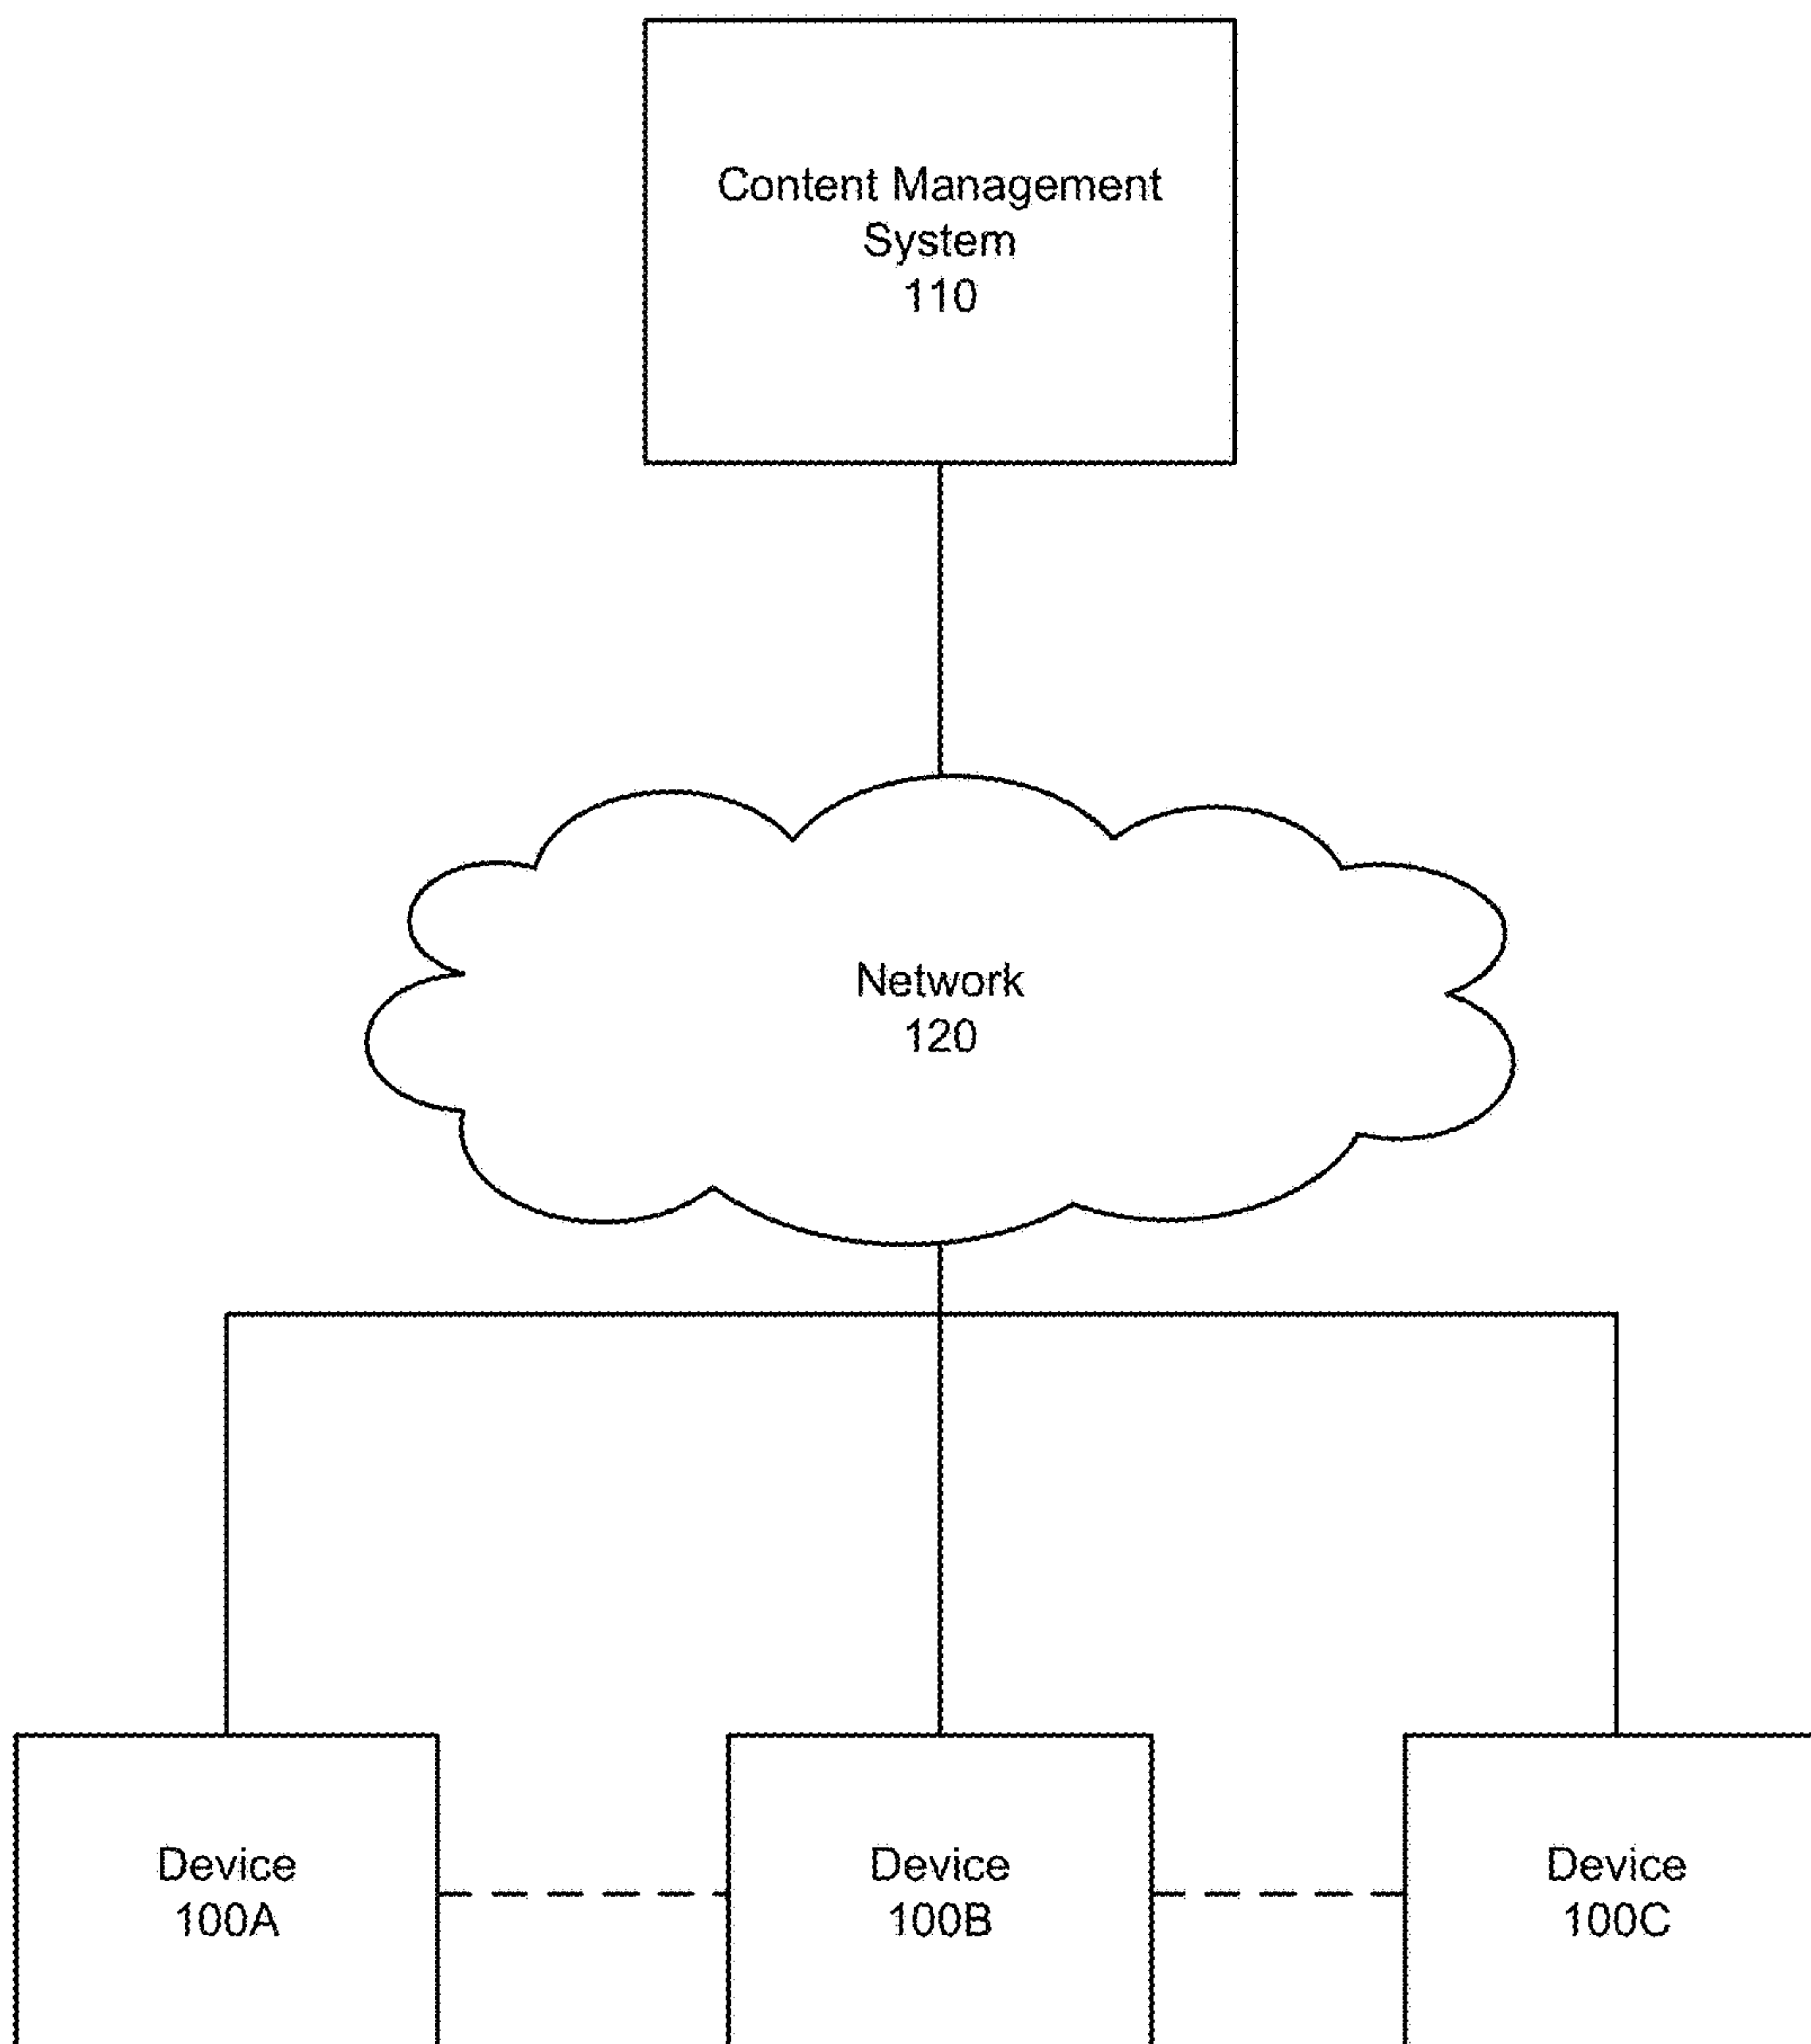 Content Management
System
110
Network
120
Device
100A
Device
100B
Device
100C